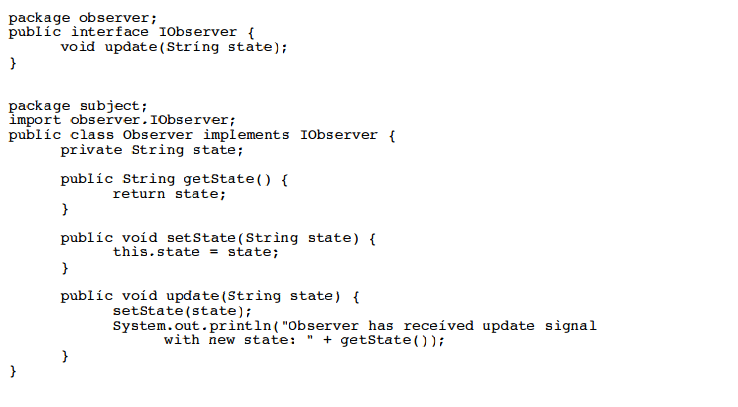 package observer;
public interface IObserver {
void update(String state);
}
package subject;
import observer.IObserver;
public class Observer implements IObserver {
private String state;
public String getState() {
return state;
}
public void setState(String state) {
this.state = state;
}
public void update(String state) {
setState(state);
System.out.println("Observer has received update signal
with new state: " + getState());
}
}